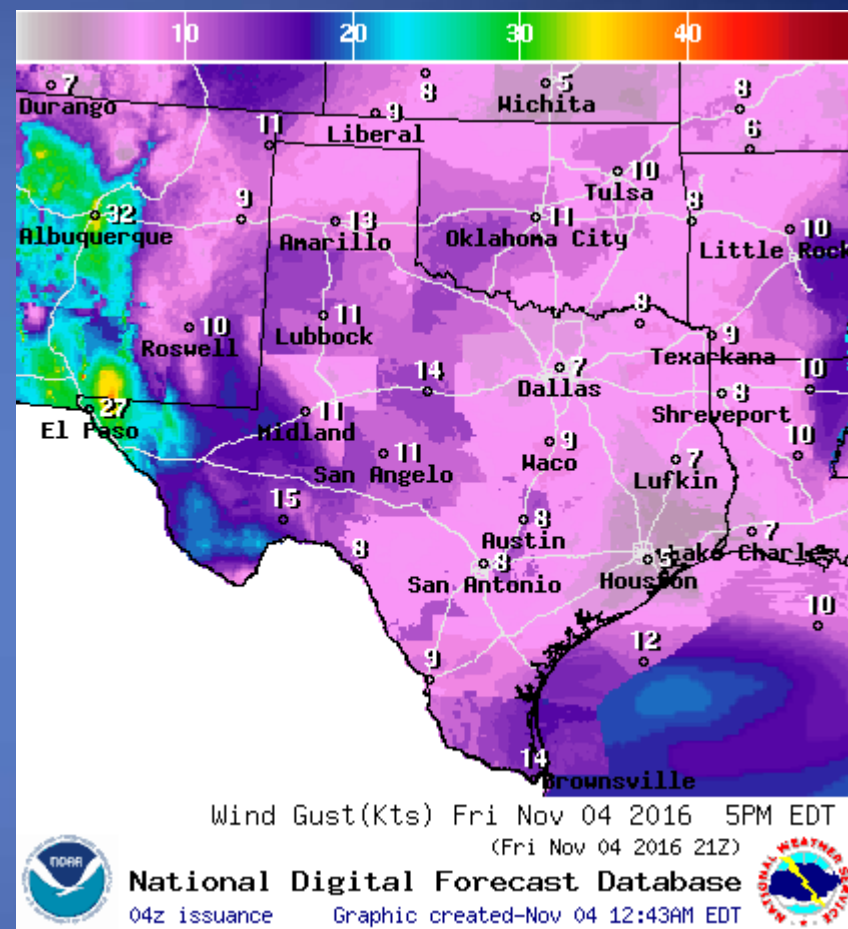 10 20 30 40
7 Durango
8
5 Wichita
8
9 Liberal
6
11
10 Tulsa
32 Albuquerque
9
13 Amarillo
11 Oklahoma City
8
10 Little Rock
10 Roswell
11 Lubbock
8
9 Texarkana
14
7 Dallas
8 Shreveport
10
27 El Paso
11 Midland
11 San Angelo
9 Waco
7 Lufkin
10
15
8 Austin
7 Lake Charles
8
8 San Antonio
5 Houston
10
12
9
14 Brownsville
Wind Gust(Kts) Fri Nov 04 2016 5PM EDT
(Fri Nov 04 2016 21Z)
NOAA
National Digital Forecast Database
04z issuance Graphic created-Nov 04 12:43AM EDT
NATIONAL WEATHER SERVICE